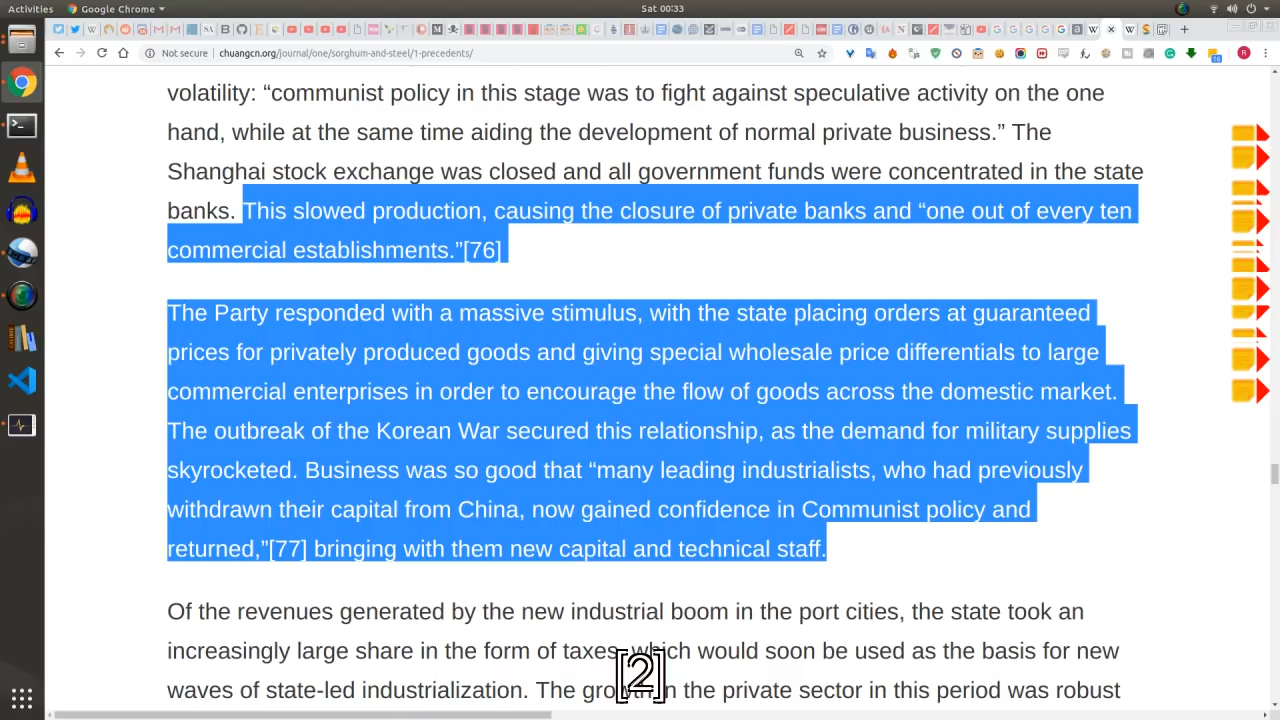 Activities
Google Chrome
Sat 00:33
Not secure
chuangcn.org/journal/one/sorghum-and-steel/1-precedents/
volatility: “communist policy in this stage was to fight against speculative activity on the one
hand, while at the same time aiding the development of normal private business.” The
Shanghai stock exchange was closed and all government funds were concentrated in the state
banks. This slowed production, causing the closure of private banks and “one out of every ten
commercial establishments.”[76]
The Party responded with a massive stimulus, with the state placing orders at guaranteed
prices for privately produced goods and giving special wholesale price differentials to large
commercial enterprises in order to encourage the flow of goods across the domestic market.
The outbreak of the Korean War secured this relationship, as the demand for military supplies
skyrocketed. Business was so good that “many leading industrialists, who had previously
withdrawn their capital from China, now gained confidence in Communist policy and
returned,”[77] bringing with them new capital and technical staff.
Of the revenues generated by the new industrial boom in the port cities, the state took an
increasingly large share in the form of taxes, which would soon be used as the basis for new
waves of state-led industrialization. The growth in the private sector in this period was robust
[2]